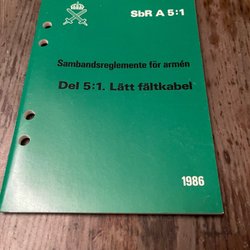 SbR A 5:1
Sambandsreglemente för armén
Del 5:1. Lätt fältkabel
1986